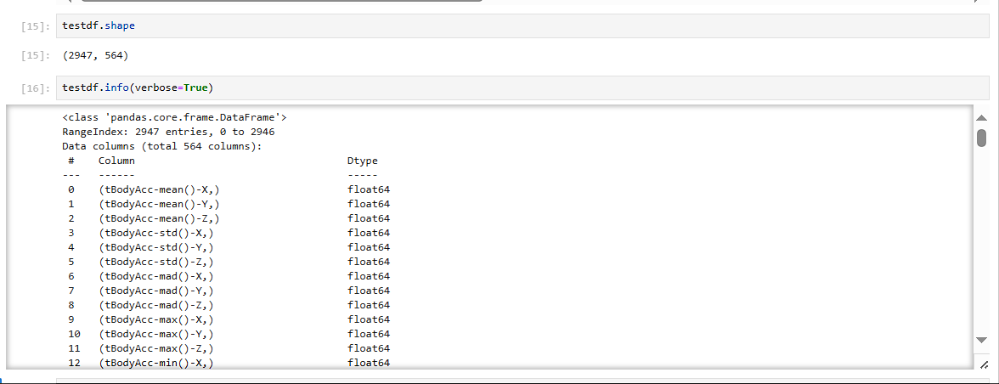 [15]: testdf.shape
[15]: (2947, 564)
[16]: testdf.info(verbose=True)
<class 'pandas.core.frame.DataFrame'>
RangeIndex: 2947 entries, 0 to 2946
Data columns (total 564 columns):
#    Column    Dtype
---  ------    -----
0    (tBodyAcc-mean()-X,)    float64
1    (tBodyAcc-mean()-Y,)    float64
2    (tBodyAcc-mean()-Z,)    float64
3    (tBodyAcc-std()-X,)    float64
4    (tBodyAcc-std()-Y,)    float64
5    (tBodyAcc-std()-Z,)    float64
6    (tBodyAcc-mad()-X,)    float64
7    (tBodyAcc-mad()-Y,)    float64
8    (tBodyAcc-mad()-Z,)    float64
9    (tBodyAcc-max()-X,)    float64
10   (tBodyAcc-max()-Y,)    float64
11   (tBodyAcc-max()-Z,)    float64
12   (tBodyAcc-min()-X,)    float64